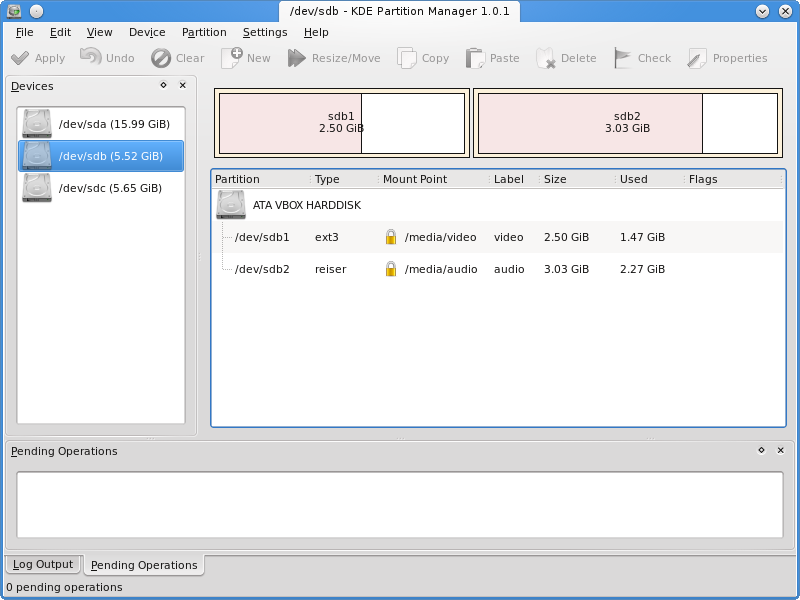 /dev/sdb - KDE Partition Manager 1.0.1
File Edit View Device Partition Settings Help
Apply Undo Clear New Resize/Move Copy Paste Delete Check Properties
Devices
/dev/sda (15.99 GiB)
/dev/sdb (5.52 GiB)
/dev/sdc (5.65 GiB)
sdb1
2.50 GiB
sdb2
3.03 GiB
Partition Type Mount Point Label Size Used Flags
ATA VBOX HARDDISK
/dev/sdb1 ext3 /media/video video 2.50 GiB 1.47 GiB
/dev/sdb2 reiser /media/audio audio 3.03 GiB 2.27 GiB
Pending Operations
Log Output Pending Operations
0 pending operations